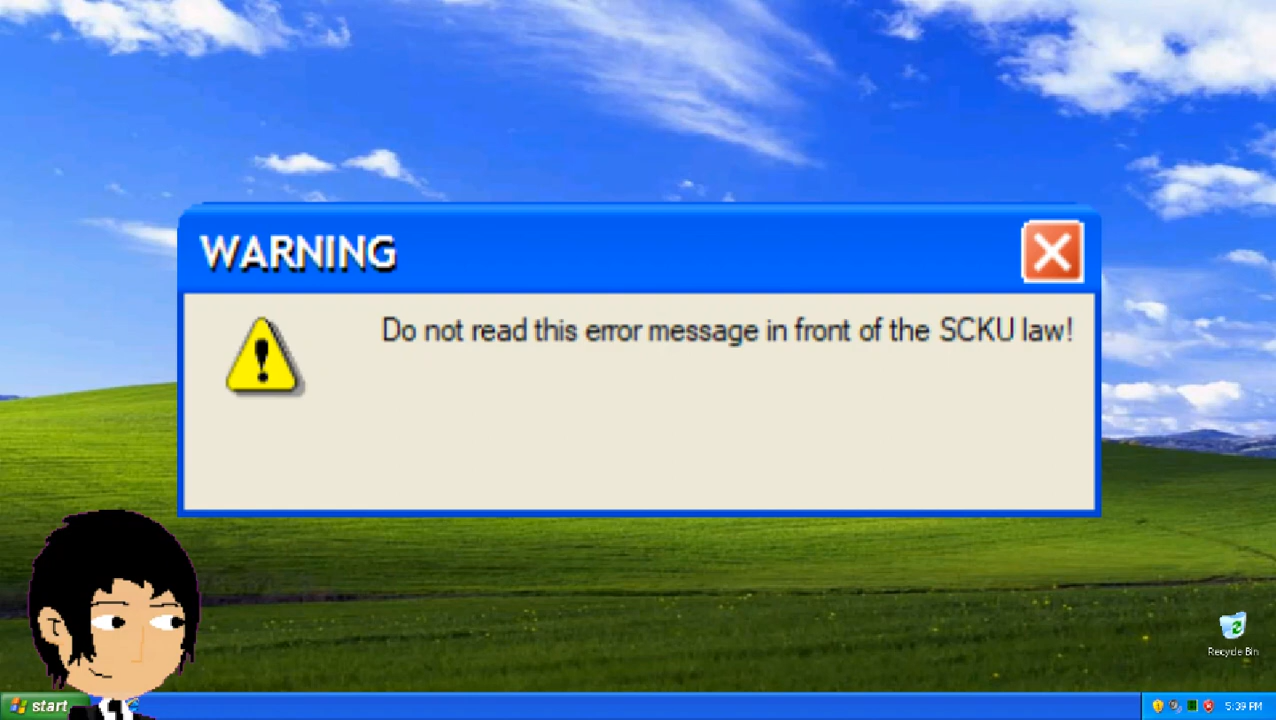 WARNING
Do not read this error message in front of the SCKU law!
Recycle Bin
start
5:39 PM